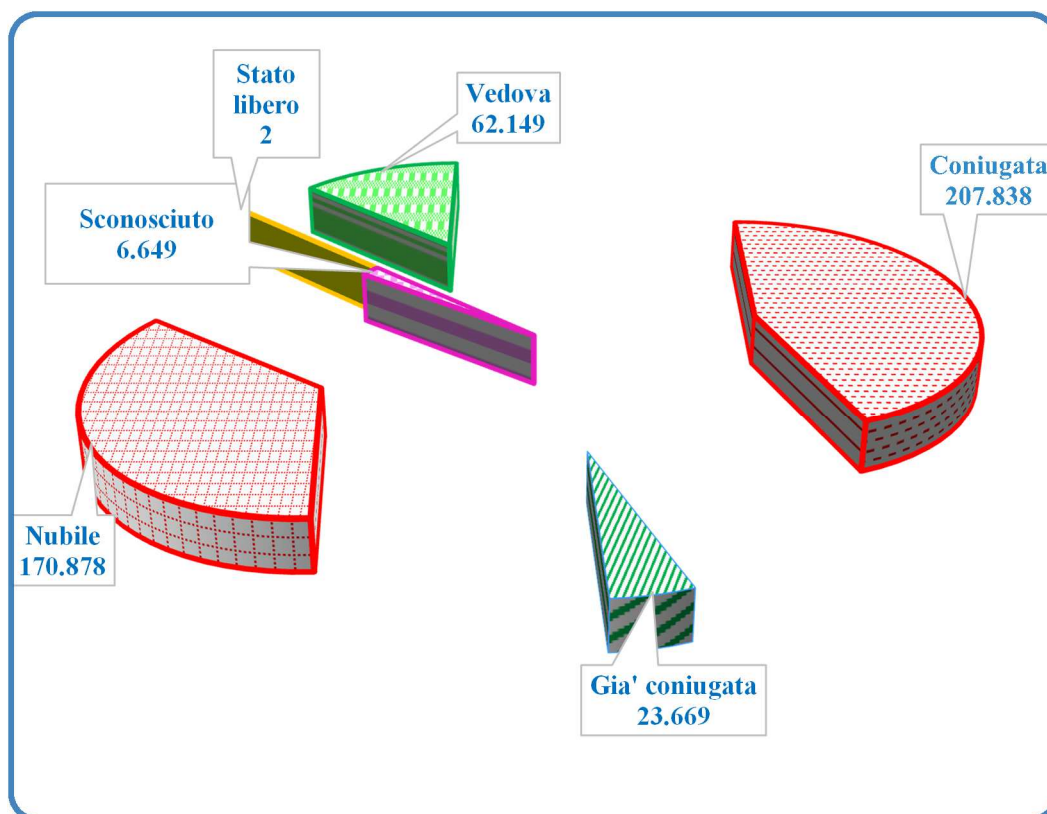 Stato
libero
2
Vedova
62.149
Coniugata
207.838
Sconosciuto
6.649
Nubile
170.878
Gia' coniugata
23.669